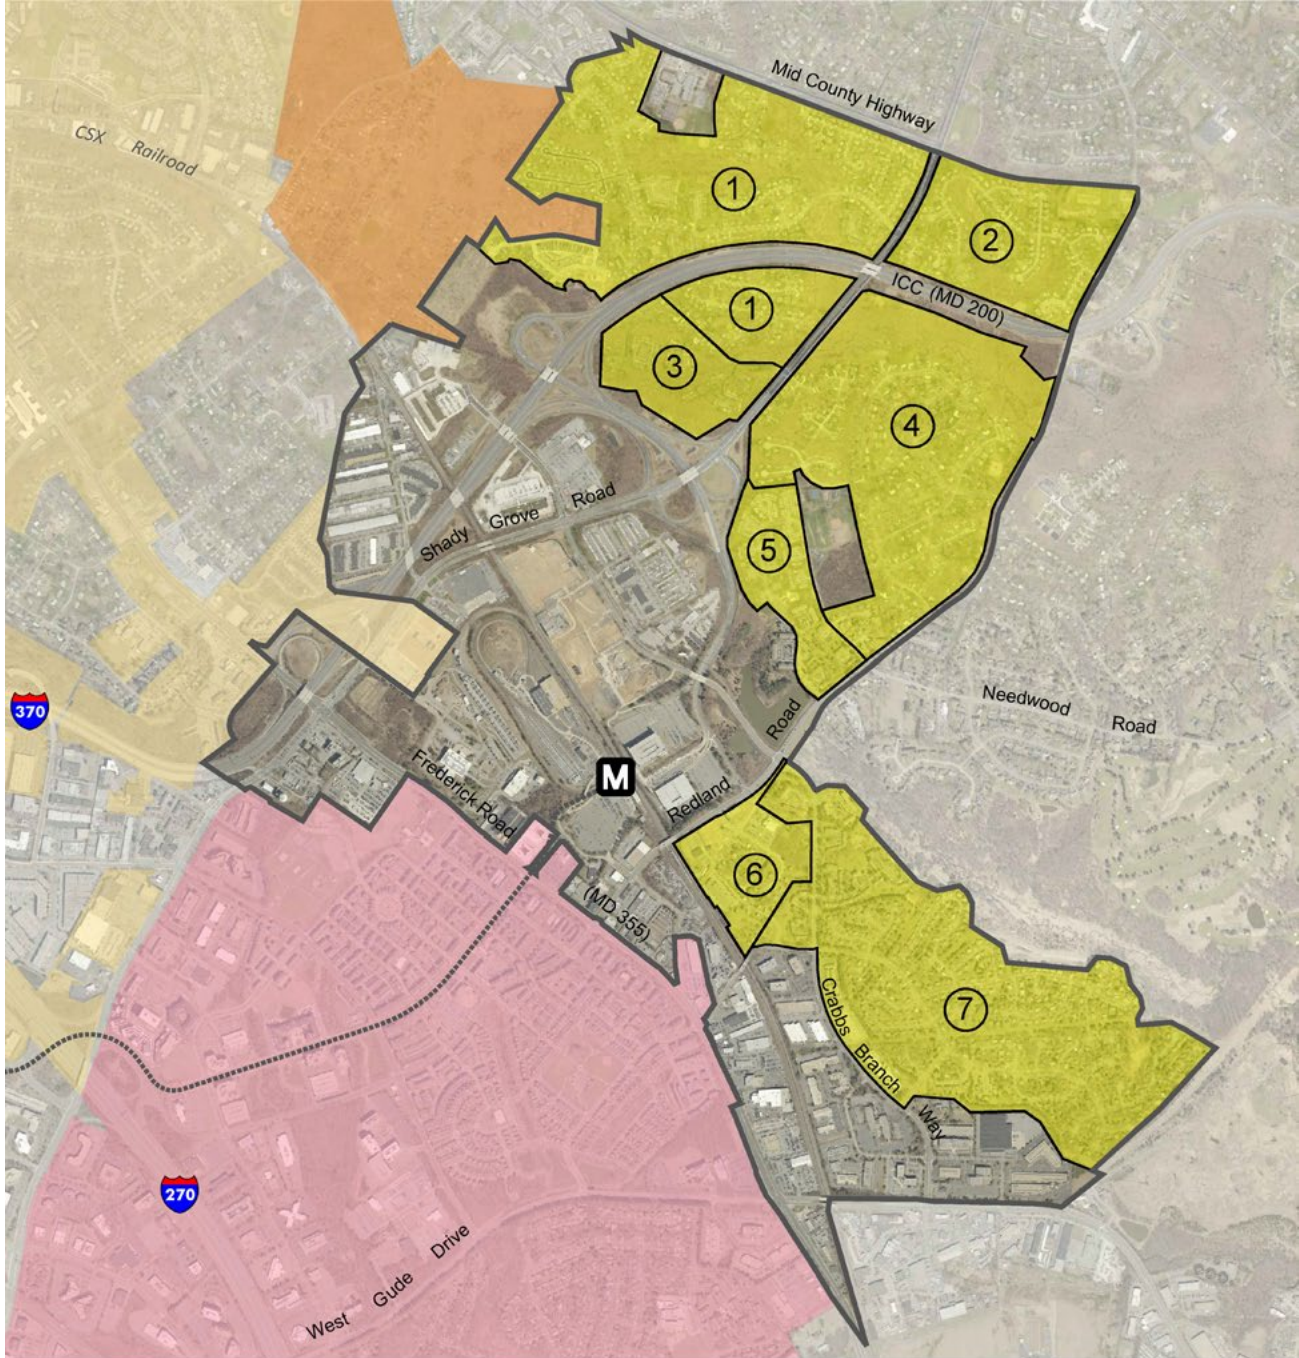 Mid County Highway
CSX Railroad
1
2
ICC (MD 200)
1
3
4
Shady Grove Road
5
370
Needwood Road
Road
Redland
M
Frederick Road
6
(MD 355)
Crabbs Branch Way
7
270
West Gude Drive